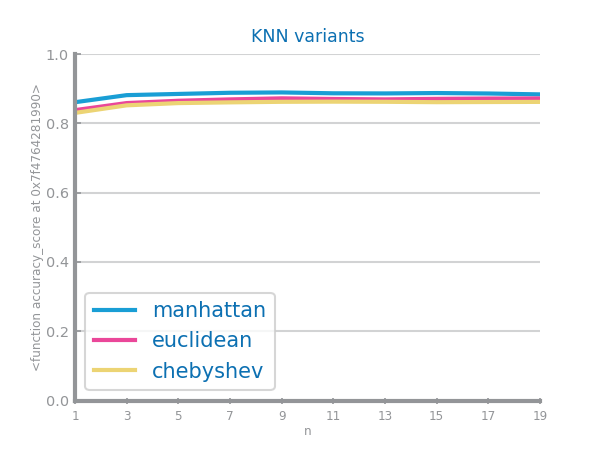 KNN variants
<function accuracy_score at 0x7f4764281990>
1.0
0.8
0.6
0.4
0.2
0.0
manhattan
euclidean
chebyshev
1 3 5 7 9 11 13 15 17 19
n